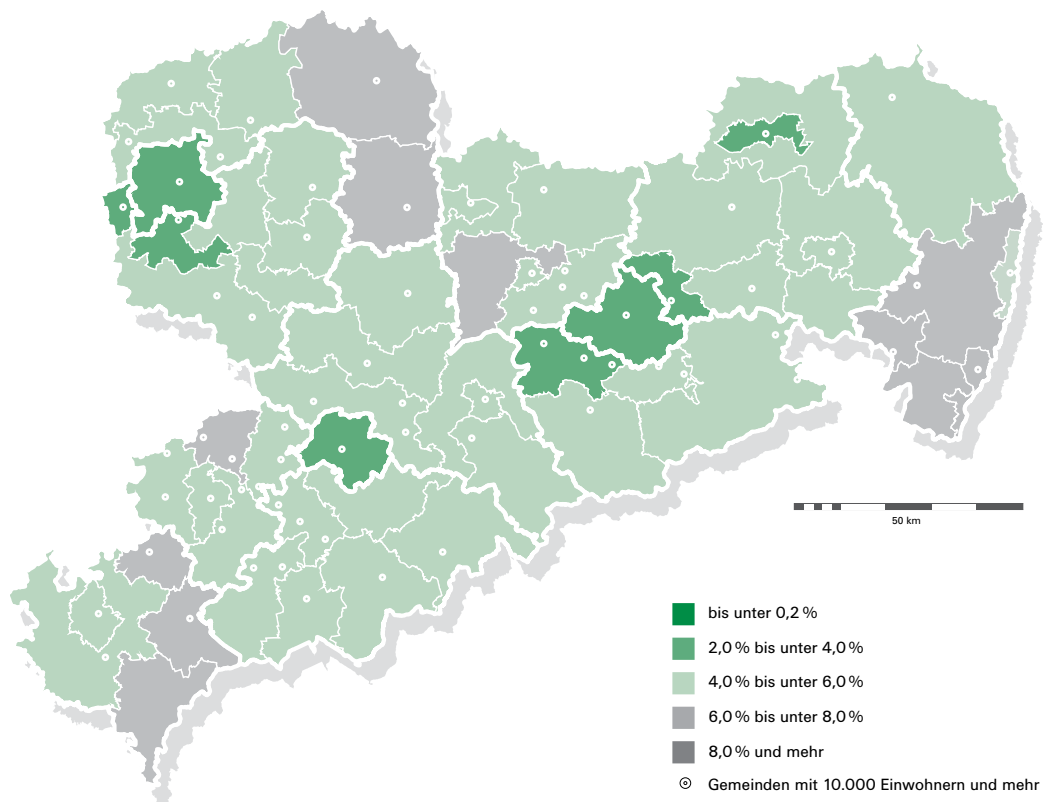 50 km
bis unter 0,2 %
2,0 % bis unter 4,0 %
4,0 % bis unter 6,0 %
6,0 % bis unter 8,0 %
8,0 % und mehr
Gemeinden mit 10.000 Einwohnern und mehr